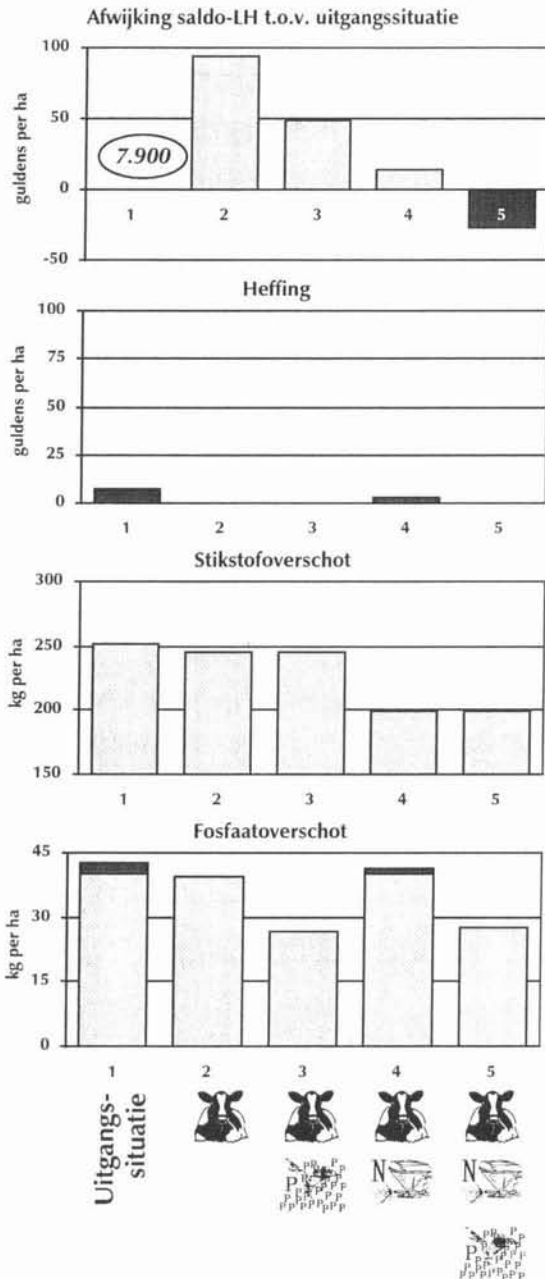 Afwijking saldo-LH t.o.v. uitgangssituatie
guldens per ha
100
50
0
-50
7.900
1 2 3 4 5
Heffing
guldens per ha
100
75
50
25
0
1 2 3 4 5
Stikstofoverschot
kg per ha
300
250
200
150
1 2 3 4 5
Fosfaatoverschot
kg per ha
45
30
15
0
1 2 3 4 5
Uitgangs-
situatie
N N